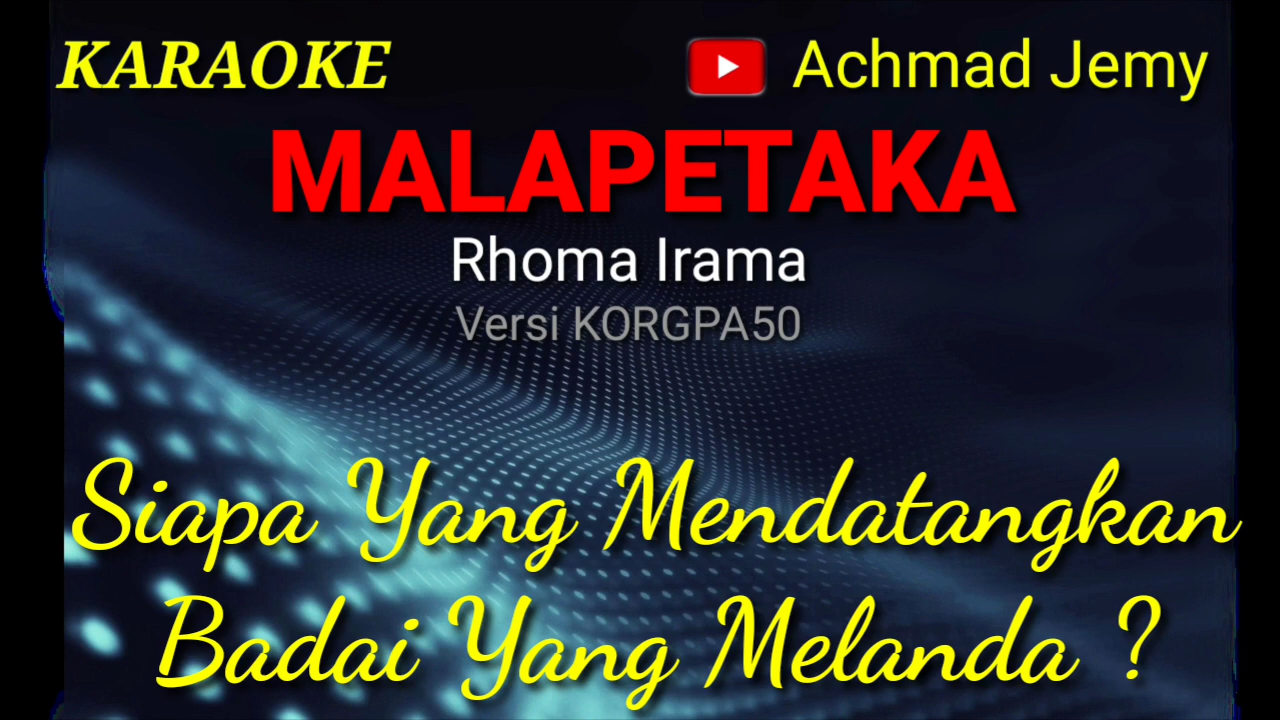 KARAOKE
Achmad Jemy
MALAPETAKA
Rhoma Irama
Versi KORGPA50
Siapa Yang Mendatangkan
Badai Yang Melanda ?